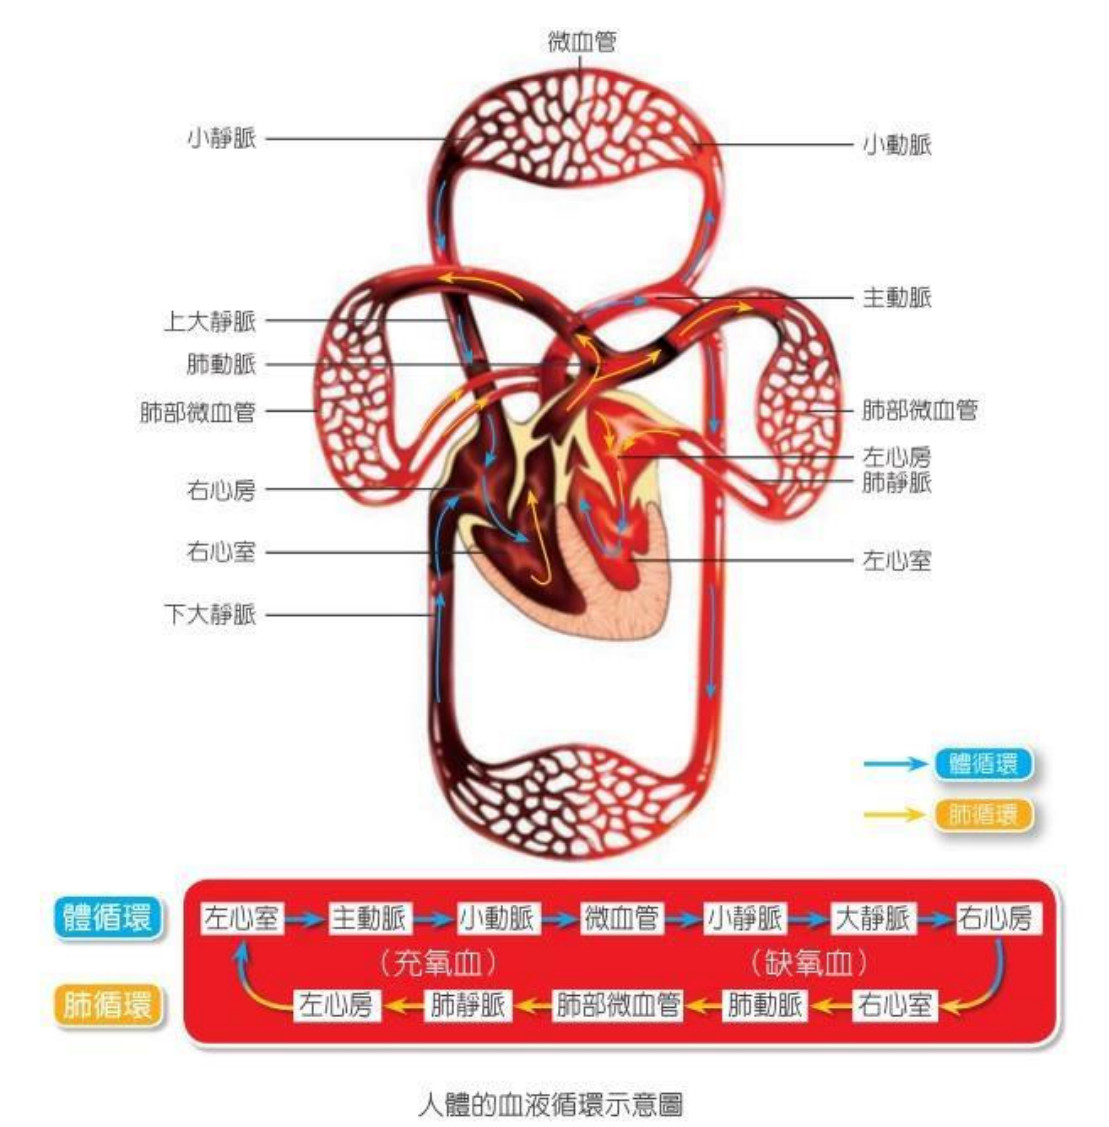 微血管
小靜脈
小動脈
上大靜脈
主動脈
肺動脈
肺部微血管
肺部微血管
左心房
右心房
肺靜脈
右心室
左心室
下大靜脈
體循環
肺循環
體循環
左心室 主動脈 小動脈 微血管 小靜脈 大靜脈 右心房
(充氧血) (缺氧血)
肺循環
左心房 肺靜脈 肺部微血管 肺動脈 右心室
人體的血液循環示意圖